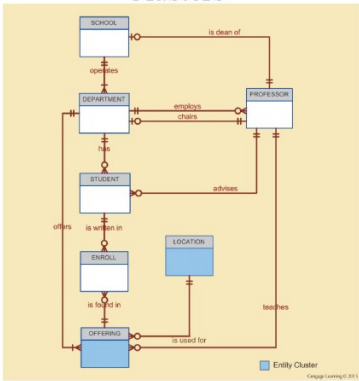 SCHOOL
is dean of
operates
DEPARTMENT
employs
PROFESSOR
chairs
has
STUDENT
advises
offers
is written in
LOCATION
ENROLL
is found in
teaches
OFFERING
is used for
Entity Cluster
Cengage Learning © 2015